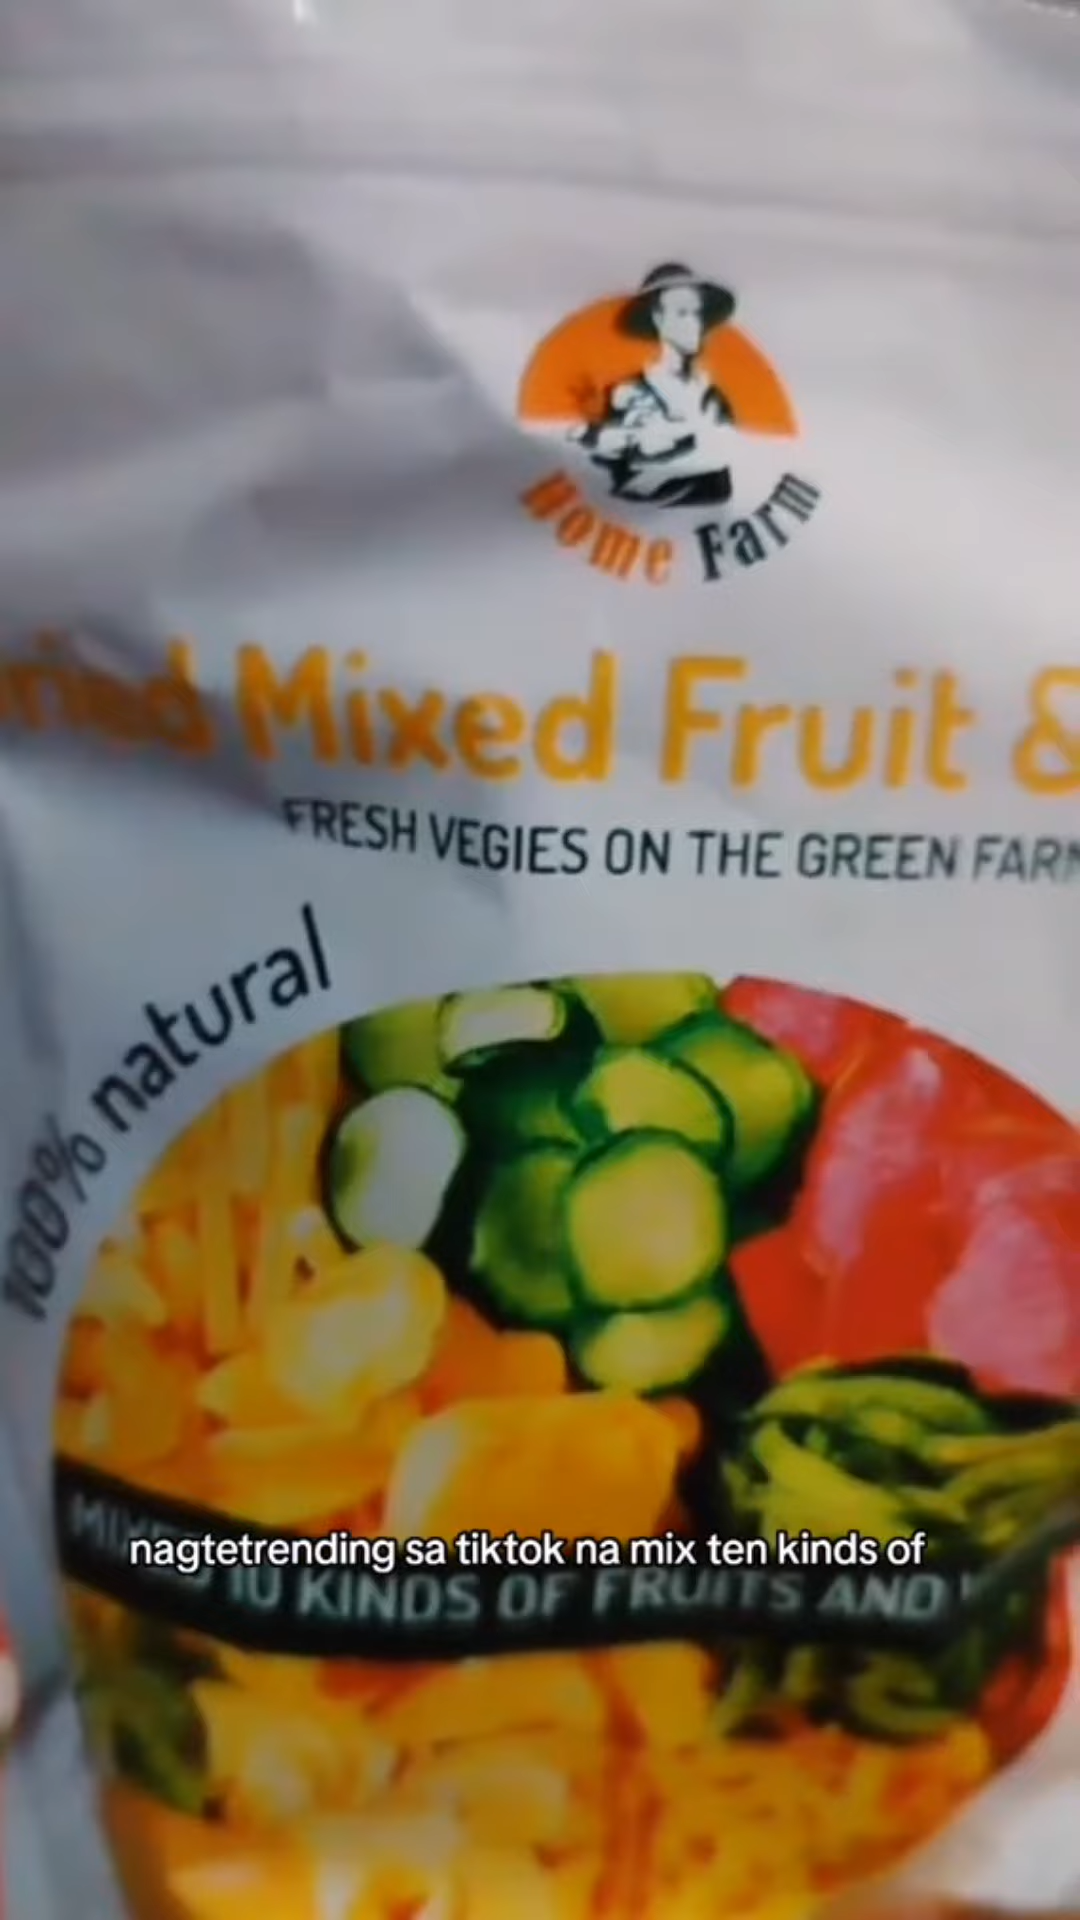 Home Farm
Mixed Fruit &
FRESH VEGIES ON THE GREEN FARM
100% natural
nagtetrending sa tiktok na mix ten kinds of
10 KINDS OF FRUITS AND